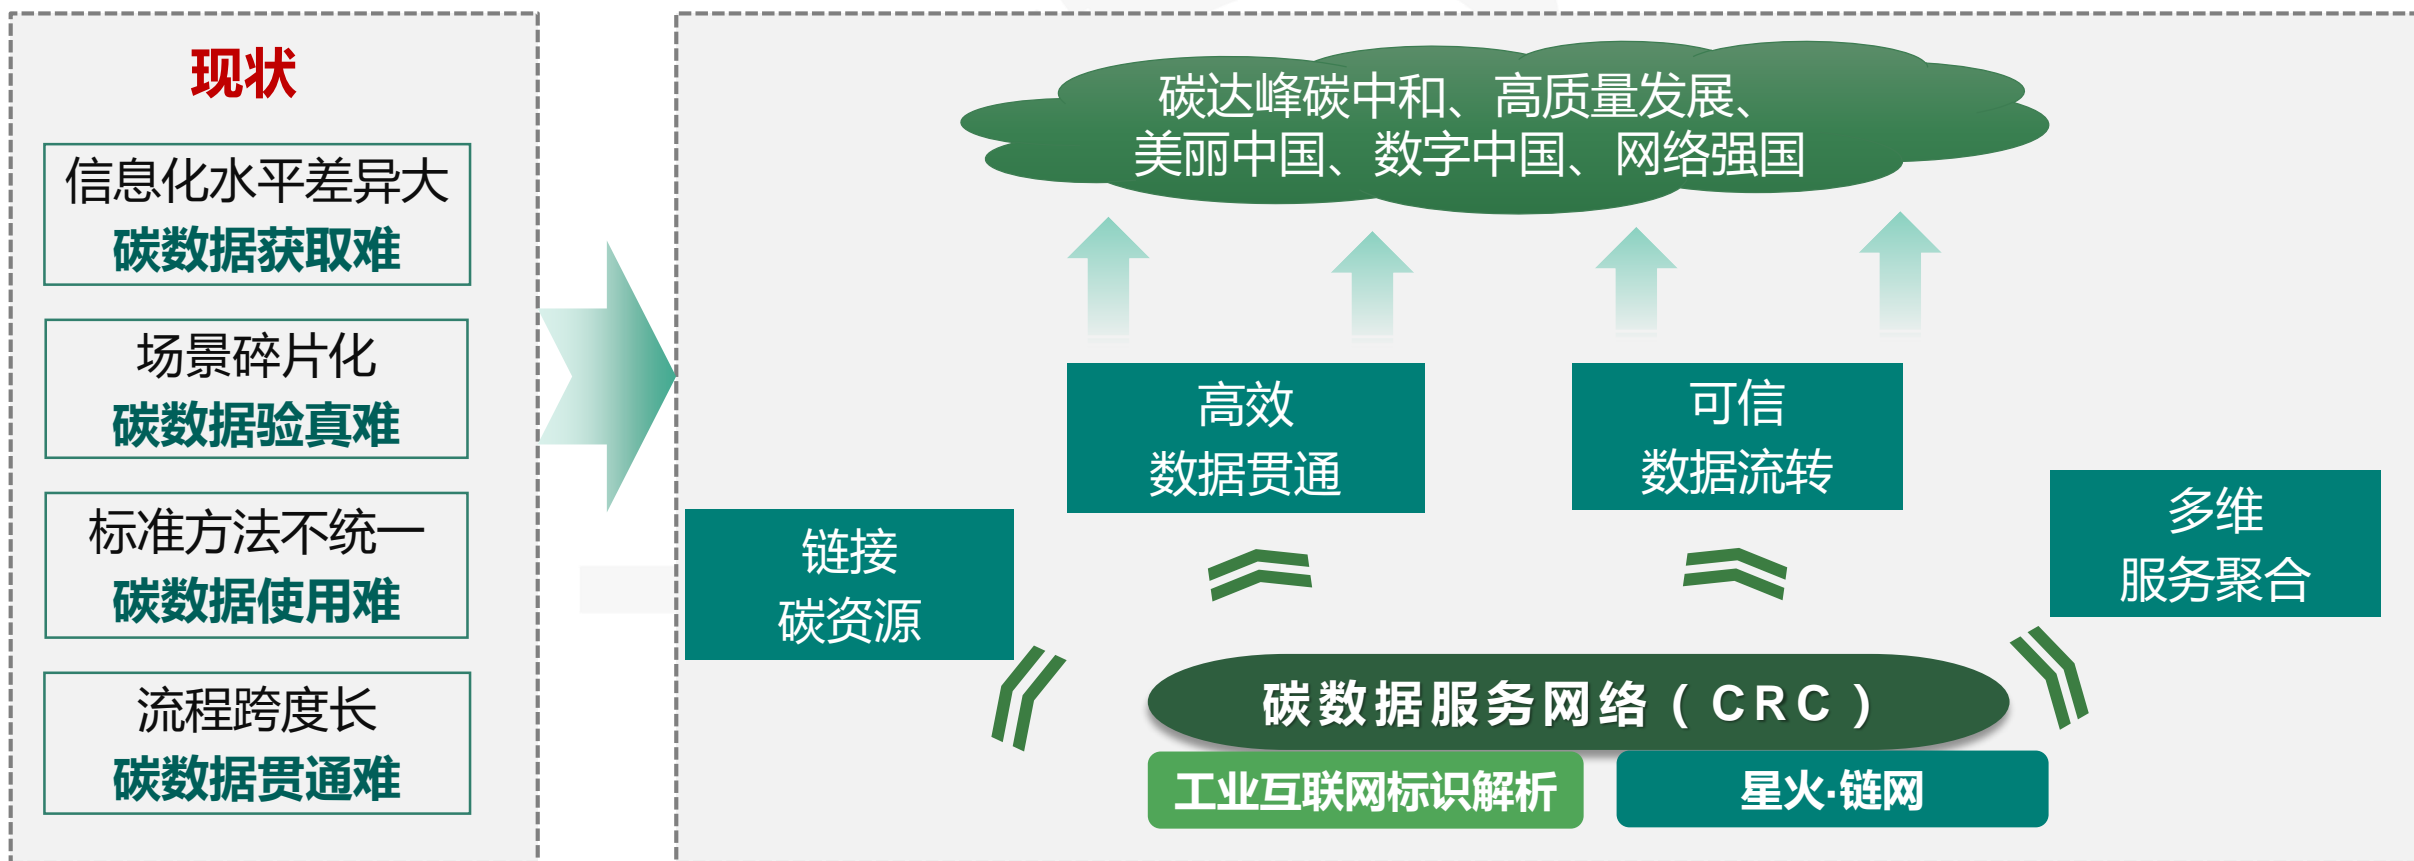 现状
信息化水平差异大
碳数据获取难
场景碎片化
碳数据验真难
标准方法不统一
碳数据使用难
流程跨度长
碳数据贯通难
碳达峰碳中和、高质量发展、
美丽中国、数字中国、网络强国
高效
数据贯通
可信
数据流转
链接
碳资源
多维
服务聚合
碳数据服务网络（CRC）
工业互联网标识解析
星火·链网